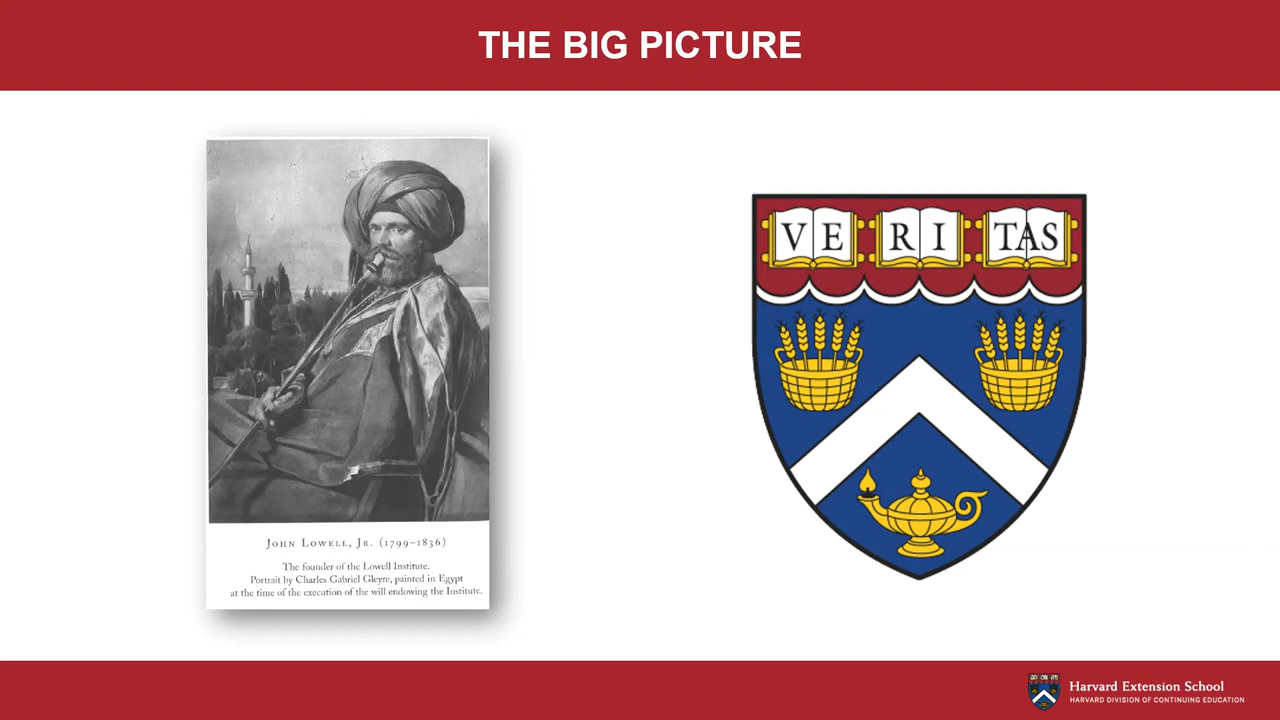 THE BIG PICTURE
JOHN LOWELL, JR. (1799–1836)
The founder of the Lowell Institute.
Portrait by Charles Gabriel Gleyre, painted in Egypt
at the time of the execution of the will endowing the Institute.
VE RI TAS
Harvard Extension School
HARVARD DIVISION OF CONTINUING EDUCATION